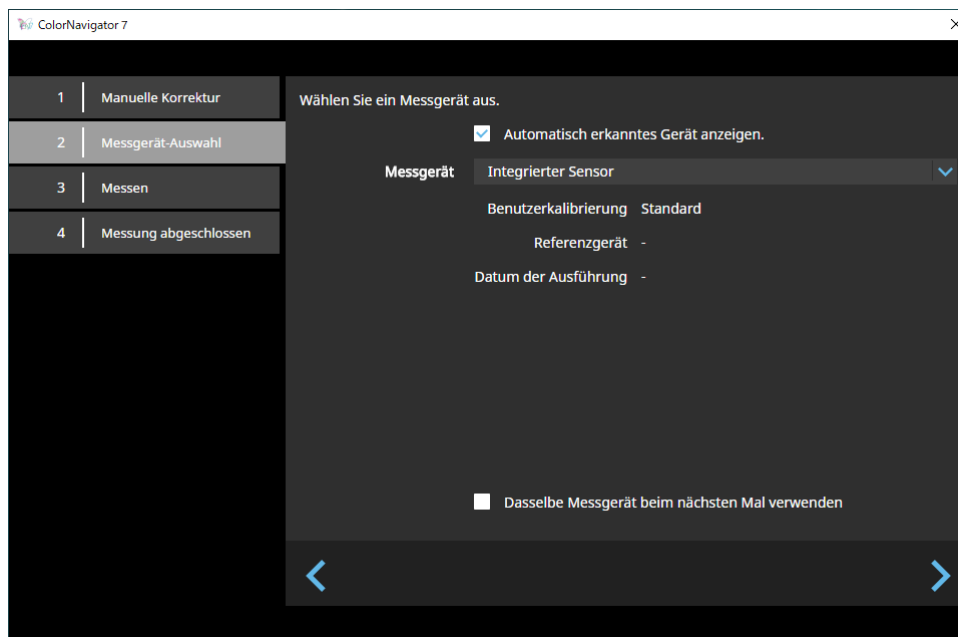 ColorNavigator 7
1 Manuelle Korrektur
2 Messgerät-Auswahl
3 Messen
4 Messung abgeschlossen
Wählen Sie ein Messgerät aus.
Automatisch erkanntes Gerät anzeigen.
Messgerät Integrierter Sensor
Benutzerkalibrierung Standard
Referenzgerät -
Datum der Ausführung -
Dasselbe Messgerät beim nächsten Mal verwenden